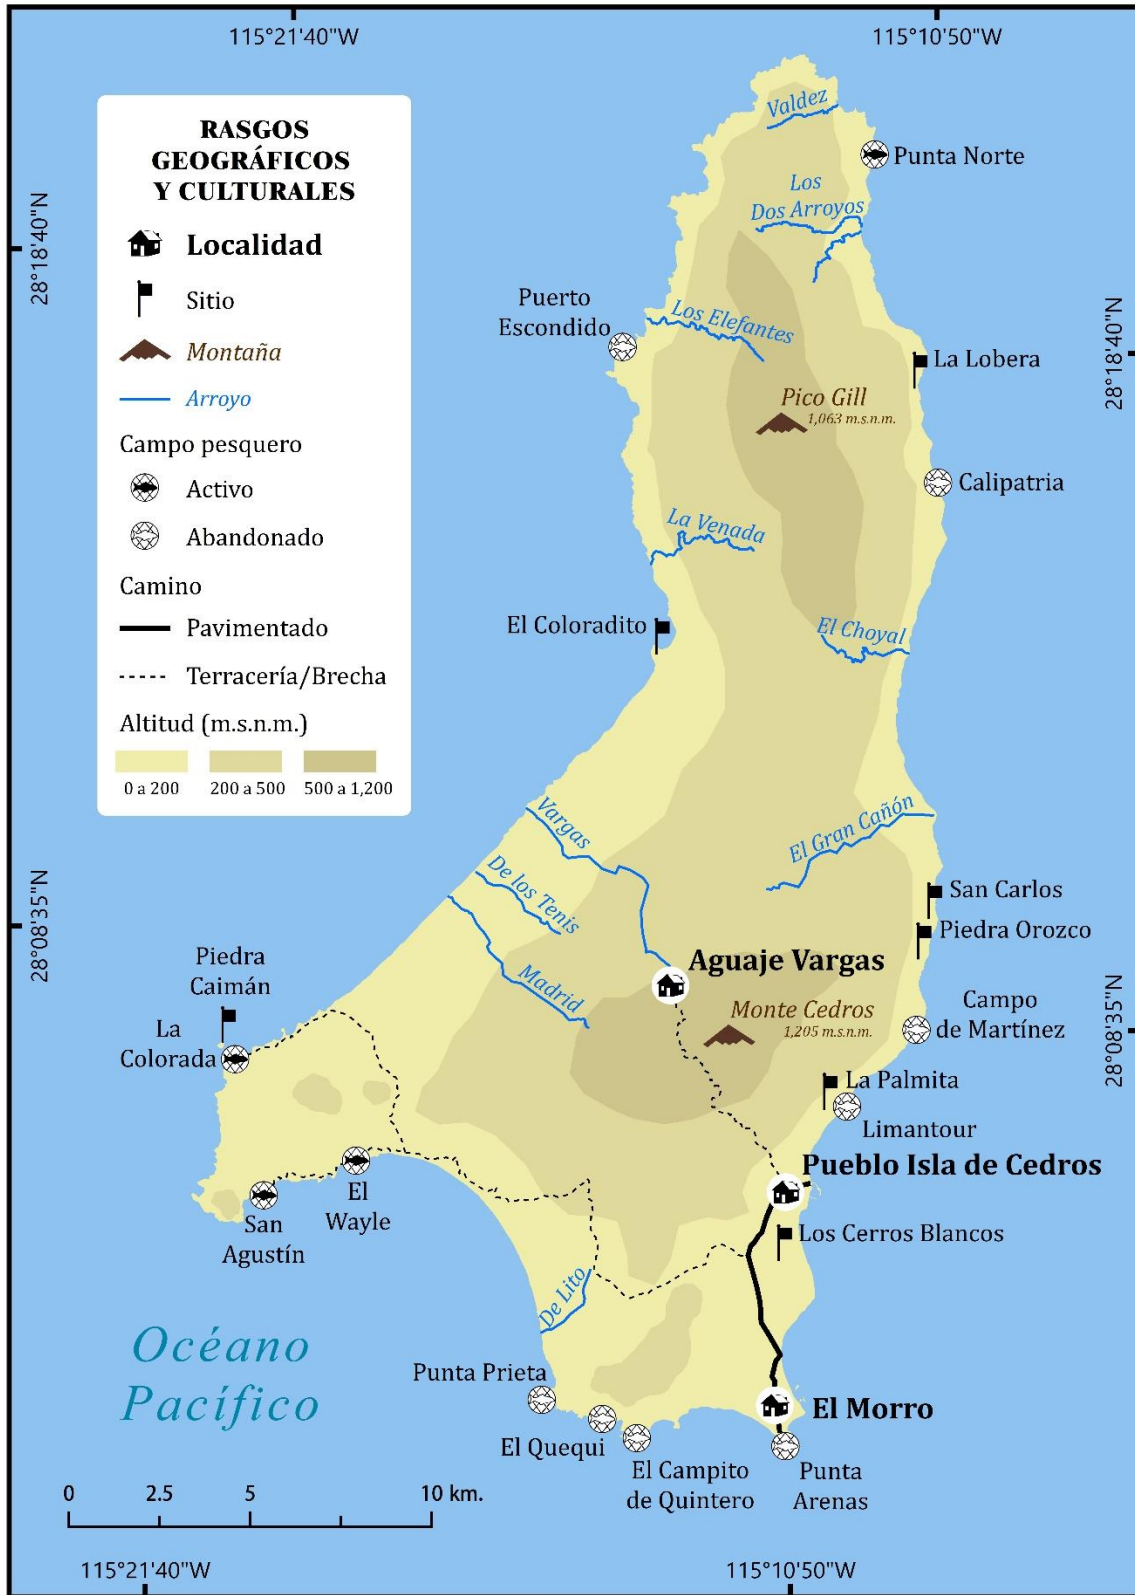 115°21'40"W
115°10'50"W
RASGOS
GEOGRÁFICOS
Y CULTURALES
Localidad
Sitio
Montaña
Arroyo
Campo pesquero
Activo
Abandonado
Camino
Pavimentado
Terracería/Brecha
Altitud (m.s.n.m.)
0 a 200
200 a 500
500 a 1,200
28°18'40"N
28°18'40"N
28°08'35"N
28°08'35"N
Valdez
Punta Norte
Los
Dos Arroyos
Puerto
Escondido
Los Elefantes
La Lobera
Pico Gill
1,063 m.s.n.m.
Calipatria
La Venada
El Coloradito
El Choyal
Vargas
El Gran Cañón
De los Tenis
San Carlos
Piedra Orozco
Madrid
Aguaje Vargas
Piedra
Caimán
Monte Cedros
1,205 m.s.n.m.
Campo
de Martínez
La
Colorada
La Palmita
Limantour
Pueblo Isla de Cedros
El
Wayle
San
Agustín
Los Cerros Blancos
De Lito
Océano
Pacífico
Punta Prieta
El Morro
El Quequi
El Campito
de Quintero
Punta
Arenas
0
2.5
5
10 km.
115°21'40"W
115°10'50"W